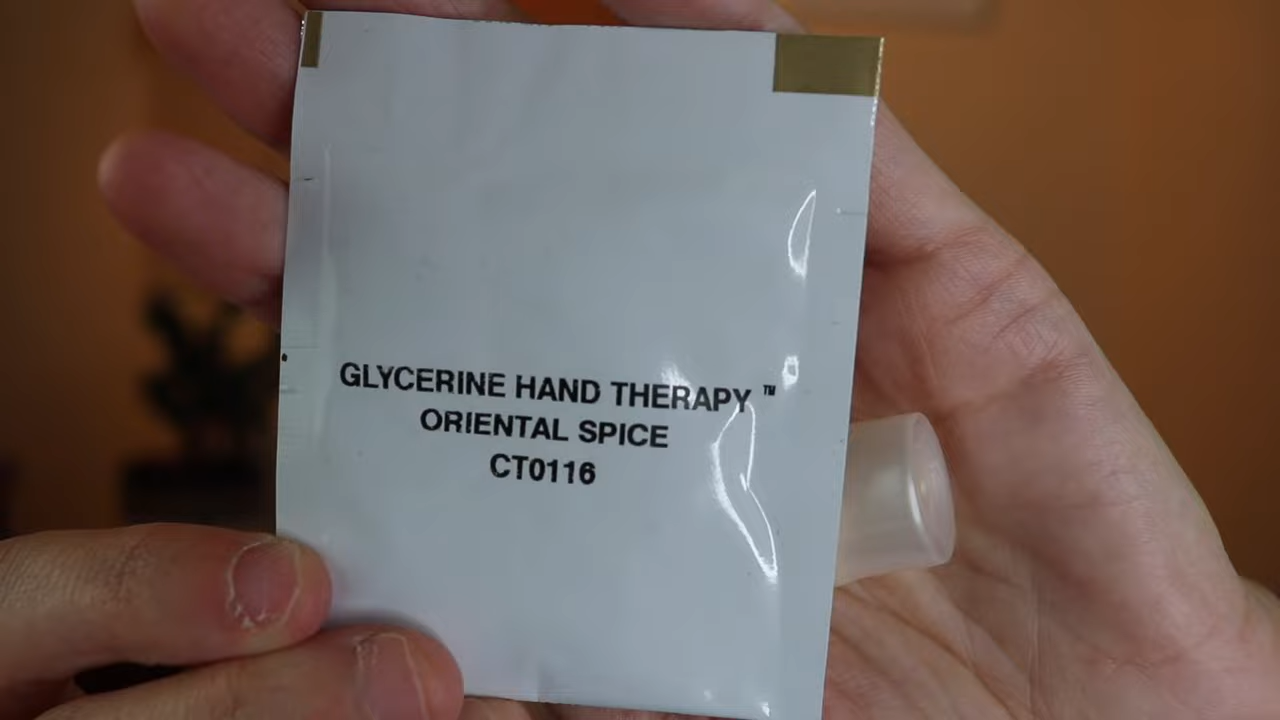 GLYCERINE HAND THERAPY ™
ORIENTAL SPICE
CT0116